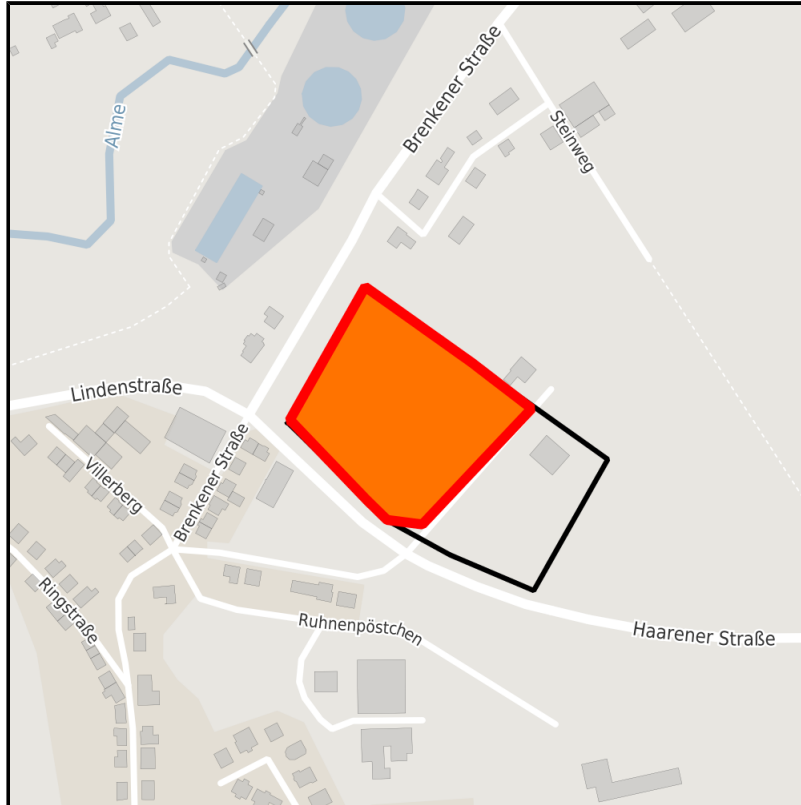 Brenkener Straße
Alme
Steinweg
Lindenstraße
Brenkener Straße
Villerberg
Ringstraße
Ruhnenpöstchen
Haarener Straße